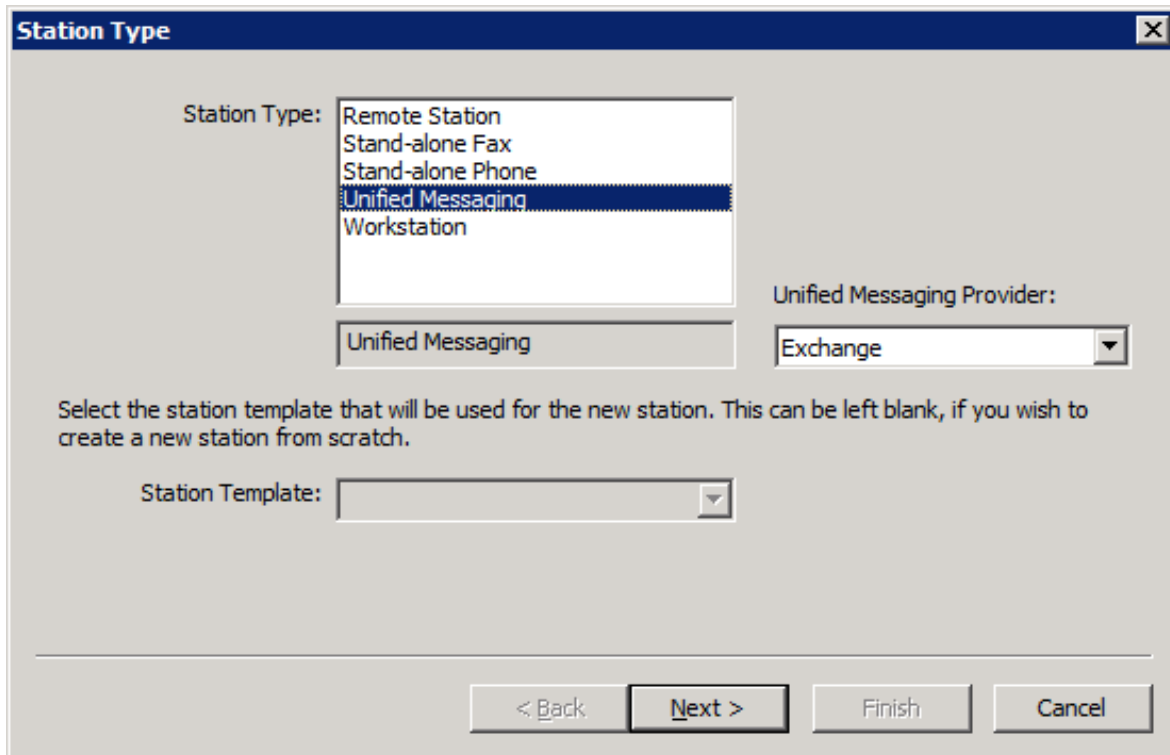 Station Type
Station Type:
Remote Station
Stand-alone Fax
Stand-alone Phone
Unified Messaging
Workstation
Unified Messaging Provider:
Unified Messaging
Exchange
Select the station template that will be used for the new station. This can be left blank, if you wish to
create a new station from scratch.
Station Template:
< Back
Next >
Finish
Cancel